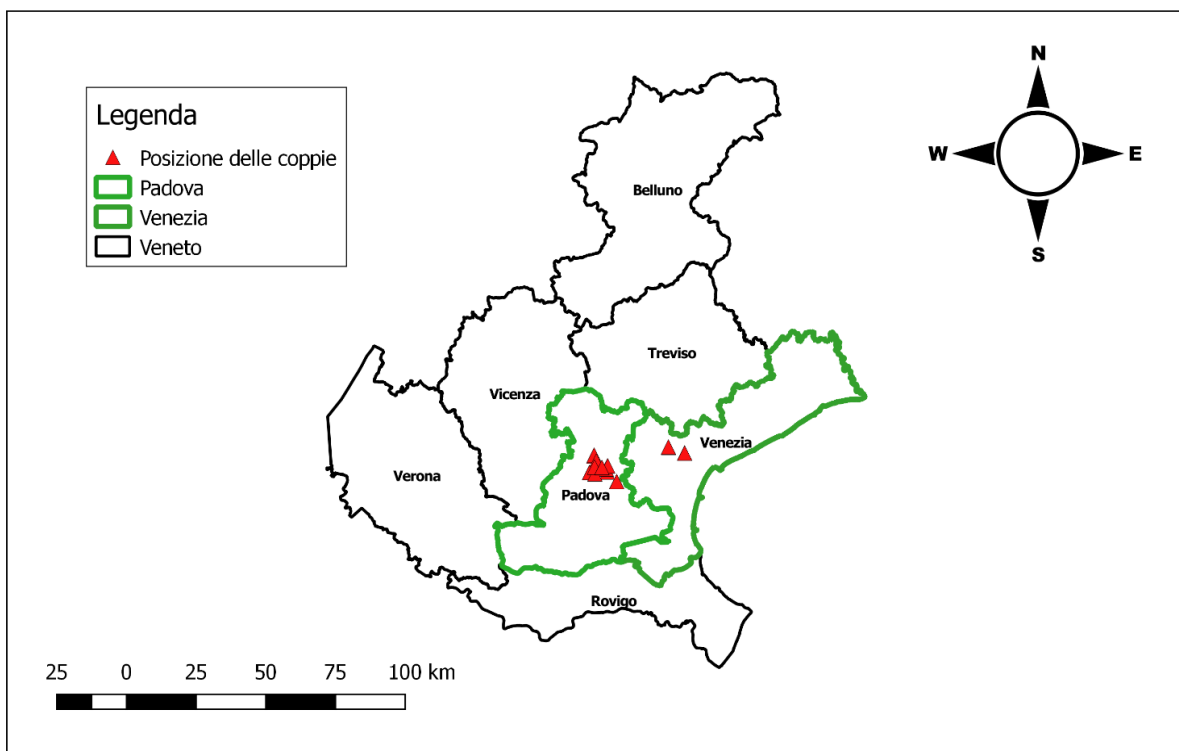 Legenda
Posizione delle coppie
Padova
Venezia
Veneto
N
W
E
S
Belluno
Treviso
Vicenza
Venezia
Verona
Padova
Rovigo
25 0 25 50 75 100 km